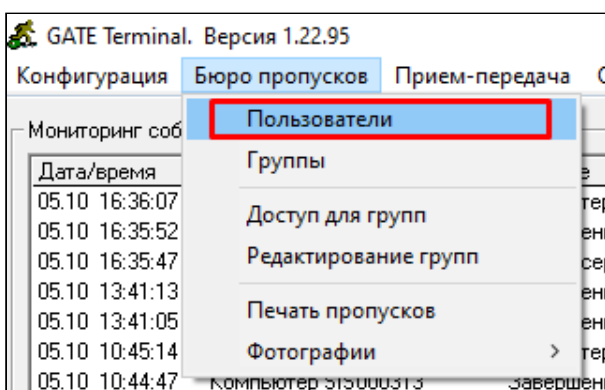 GATE Terminal. Версия 1.22.95
Конфигурация Бюро пропусков Прием-передача
Мониторинг
Пользователи
Группы
Доступ для групп
Редактирование групп
Печать пропусков
Фотографии
Дата/время
05.10 16:36:07
05.10 16:35:52
05.10 16:35:47
05.10 13:41:13
05.10 13:41:05
05.10 10:45:14
05.10 10:44:47 Компьютер SIS000313